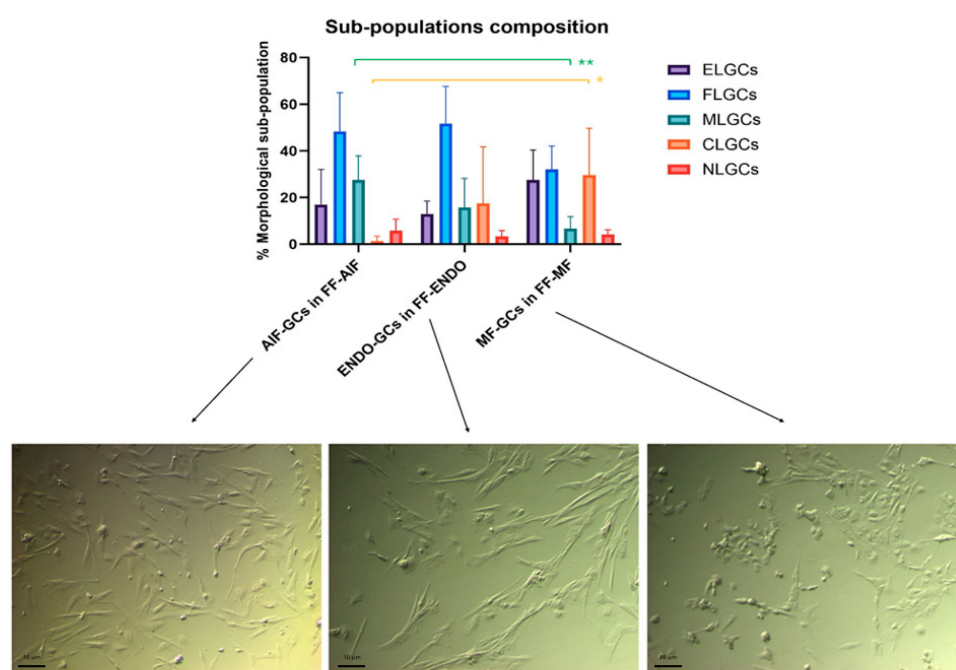 Sub-populations composition
% Morphological sub-population
80
60
40
20
0
**
*
ELGCs
FLGCs
MLGCs
CLGCs
NLGCs
AIF-GCs in FF-AIF
ENDO-GCs in FF-ENDO
MF-GCs in FF-MF
10 µm
10 µm